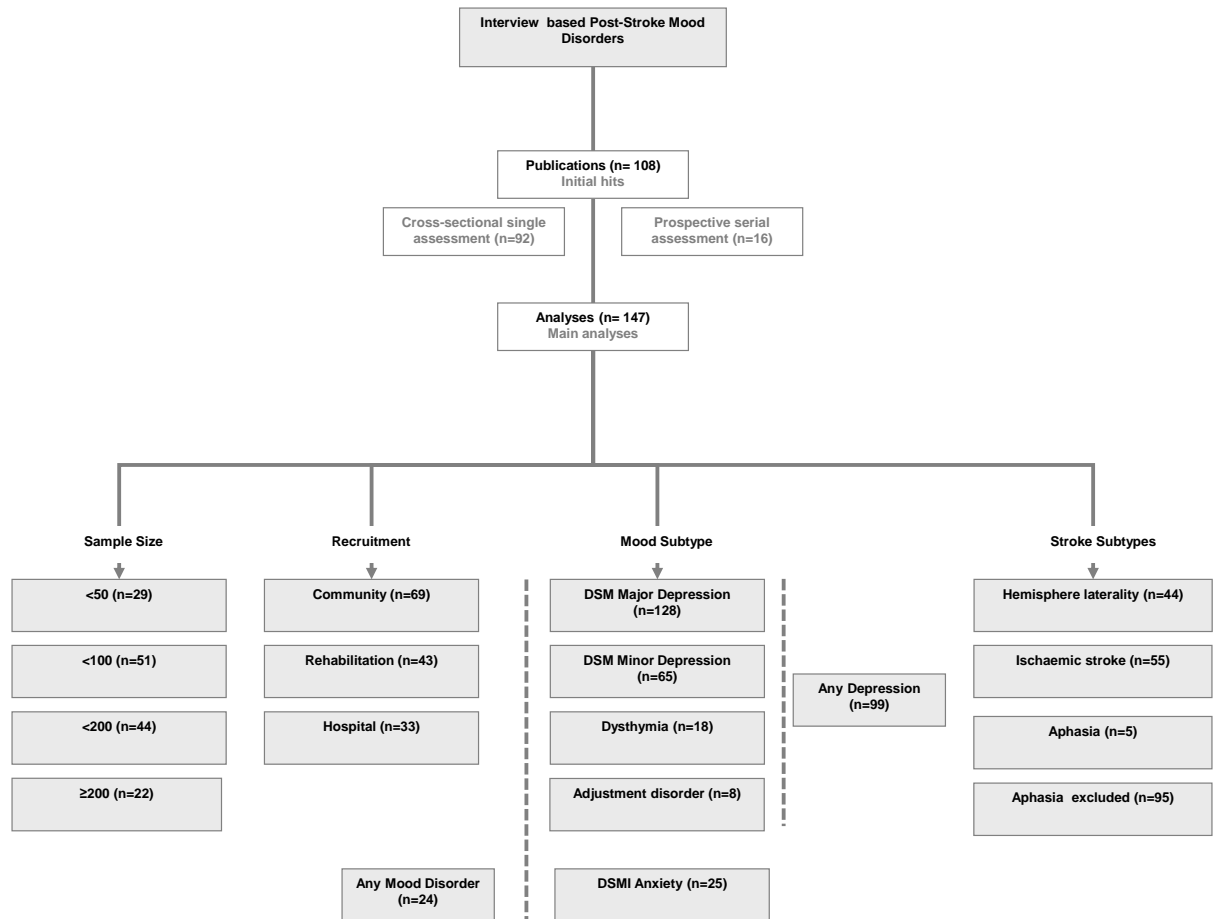 Interview based Post-Stroke Mood
Disorders
Publications (n= 108)
Initial hits
Cross-sectional single
assessment (n=92)
Prospective serial
assessment (n=16)
Analyses (n= 147)
Main analyses
Sample Size
<50 (n=29)
<100 (n=51)
<200 (n=44)
≥200 (n=22)
Recruitment
Community (n=69)
Rehabilitation (n=43)
Hospital (n=33)
Any Mood Disorder
(n=24)
Mood Subtype
DSM Major Depression
(n=128)
DSM Minor Depression
(n=65)
Dysthymia (n=18)
Adjustment disorder (n=8)
DSMI Anxiety (n=25)
Any Depression
(n=99)
Stroke Subtypes
Hemisphere laterality (n=44)
Ischaemic stroke (n=55)
Aphasia (n=5)
Aphasia excluded (n=95)